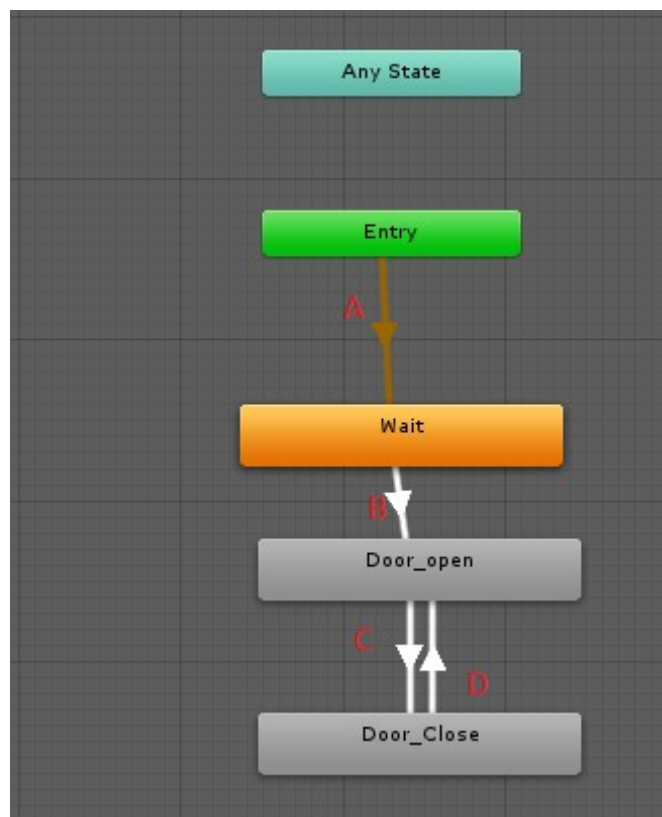 Any State
Entry
A
Wait
B
Door_open
C
D
Door_Close